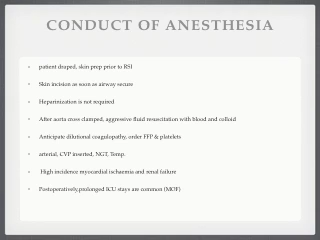 CONDUCT OF ANESTHESIA
• patient draped, skin prep prior to RSI
• Skin incision as soon as airway secure
• Heparinization is not required
• After aorta cross clamped, aggressive fluid resuscitation with blood and colloid
• Anticipate dilutional coagulopathy, order FFP & platelets
• arterial, CVP inserted, NGT, Temp.
• High incidence myocardial ischaemia and renal failure
• Postoperatively,prolonged ICU stays are common (MOF)